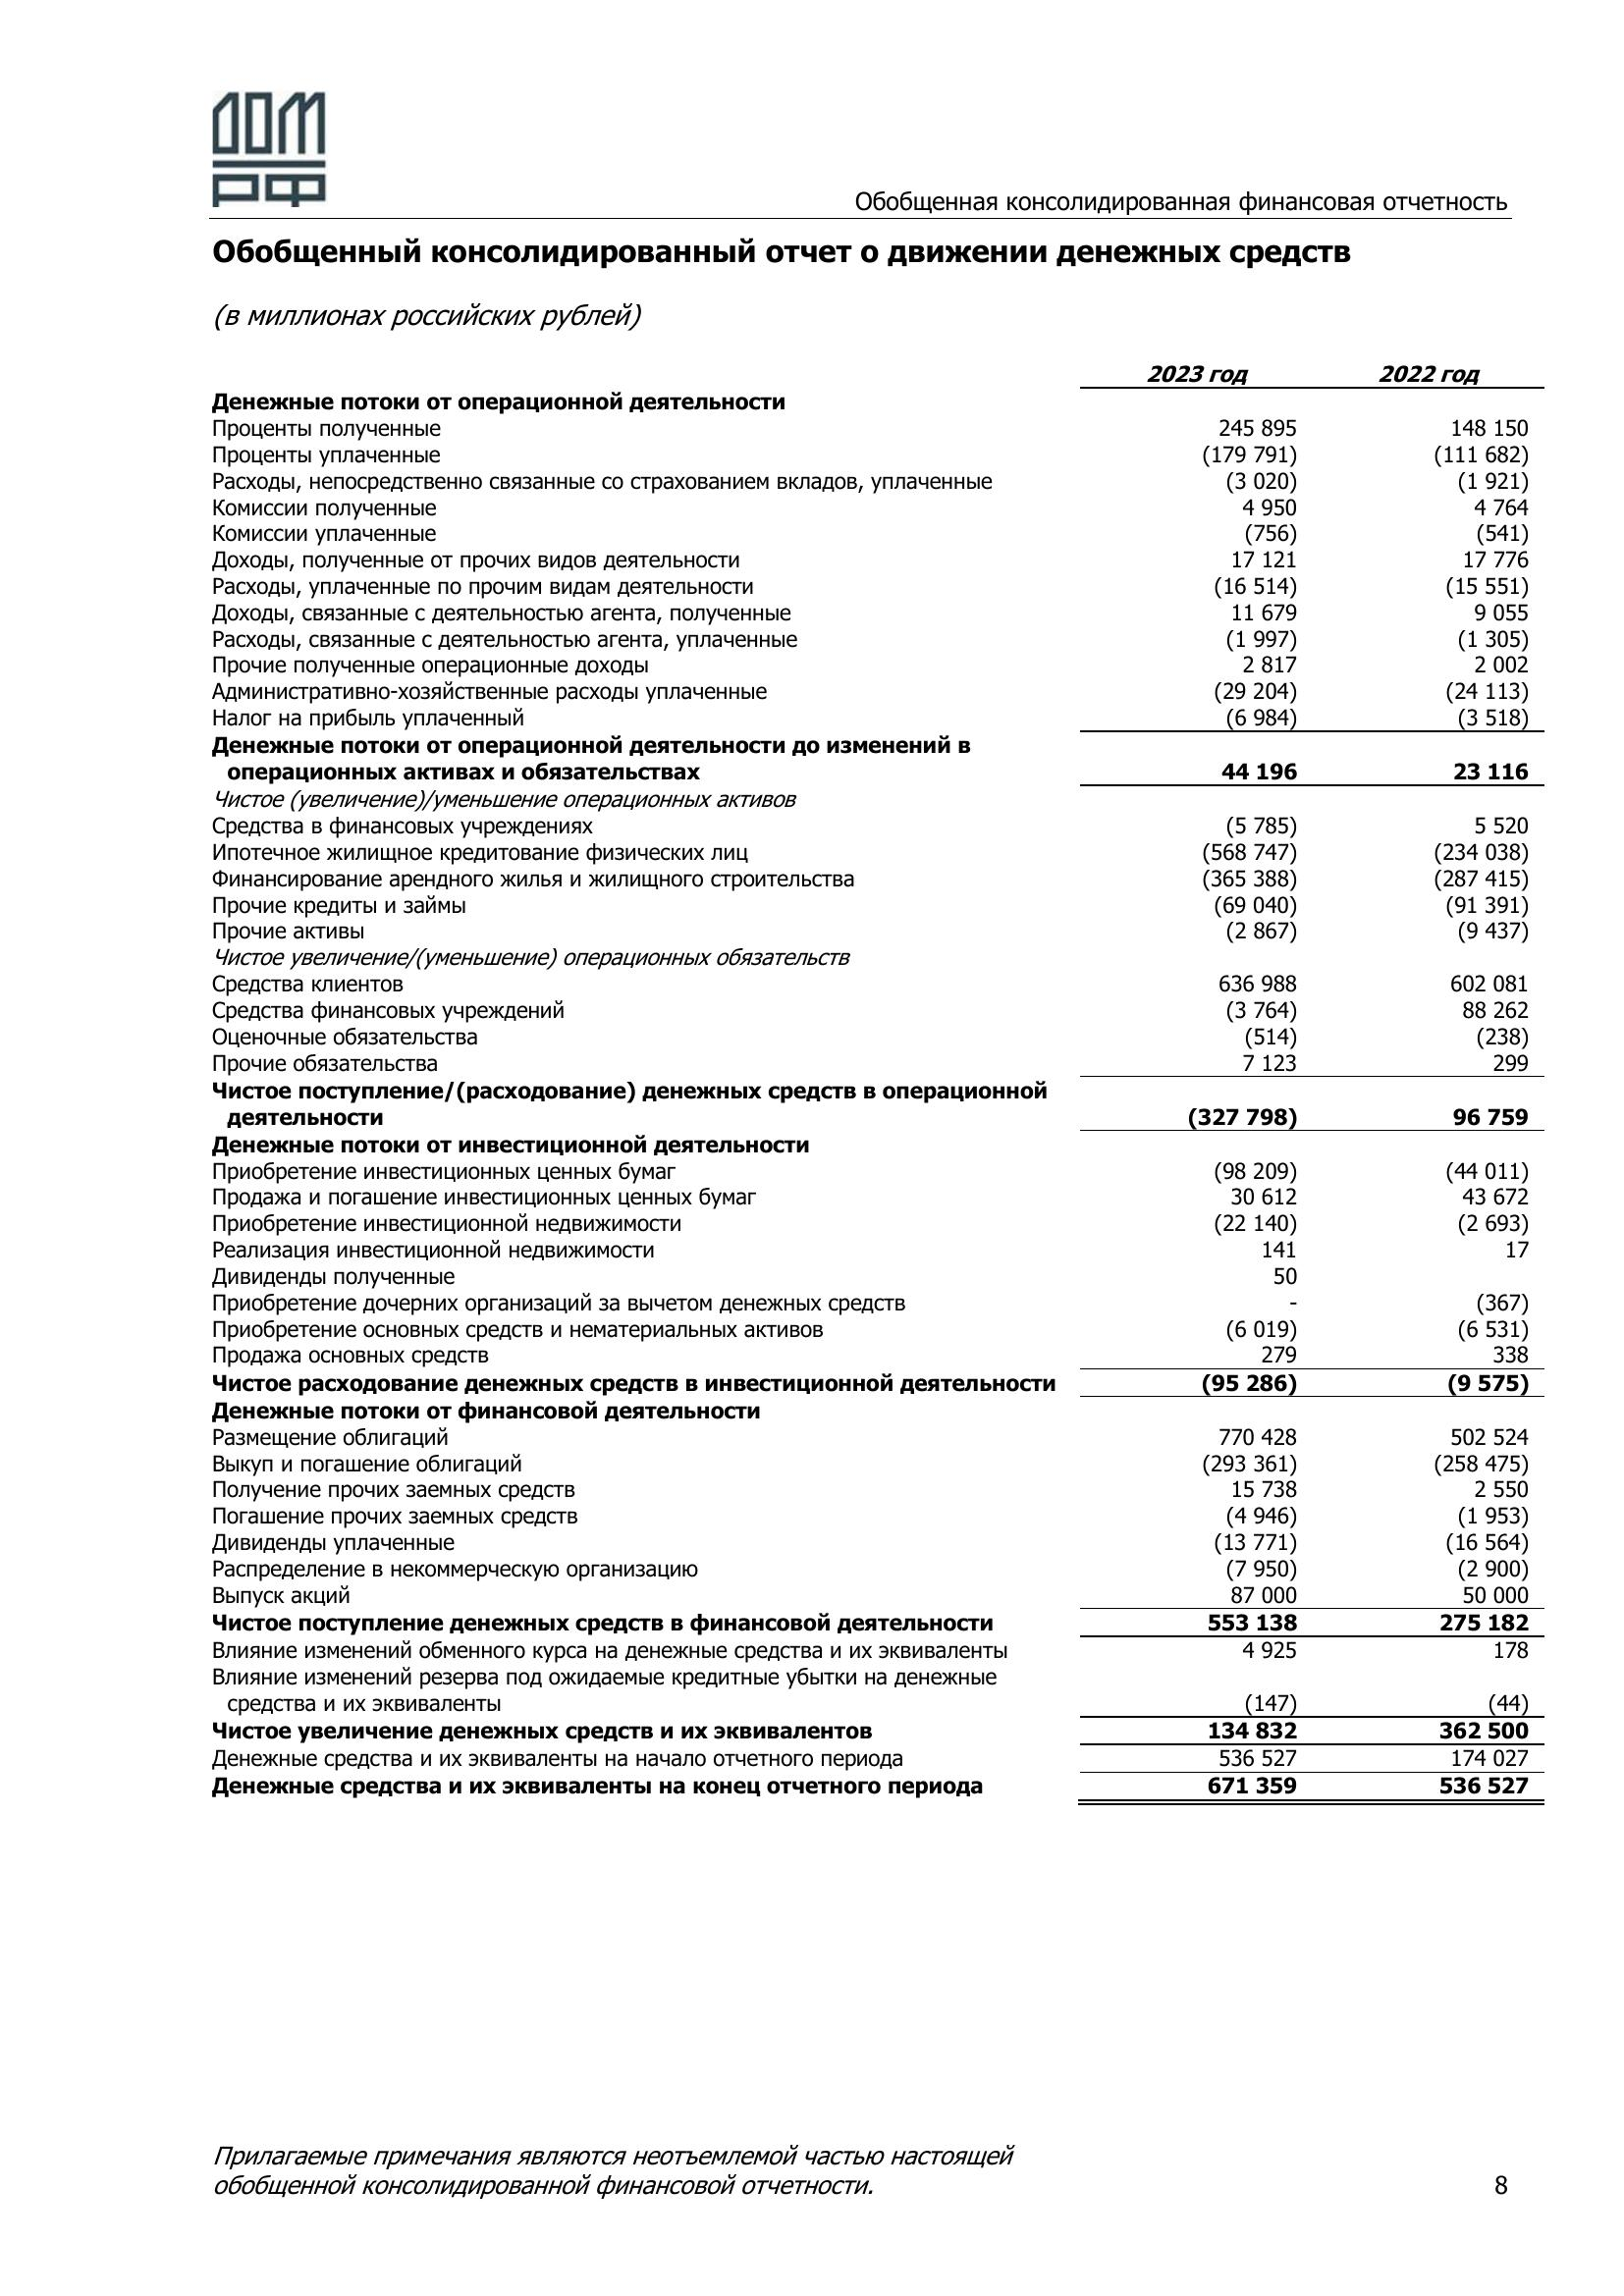 ДОМ
РФ
Обобщенная консолидированная финансовая отчетность
Обобщенный консолидированный отчет о движении денежных средств
(в миллионах российских рублей)
2023 год 2022 год
Денежные потоки от операционной деятельности
Проценты полученные 245 895 148 150
Проценты уплаченные (179 791) (111 682)
Расходы, непосредственно связанные со страхованием вкладов, уплаченные (3 020) (1 921)
Комиссии полученные 4 950 4 764
Комиссии уплаченные (756) (541)
Доходы, полученные от прочих видов деятельности 17 121 17 776
Расходы, уплаченные по прочим видам деятельности (16 514) (15 551)
Доходы, связанные с деятельностью агента, полученные 11 679 9 055
Расходы, связанные с деятельностью агента, уплаченные (1 997) (1 305)
Прочие полученные операционные доходы 2 817 2 002
Административно-хозяйственные расходы уплаченные (29 204) (24 113)
Налог на прибыль уплаченный (6 984) (3 518)
Денежные потоки от операционной деятельности до изменений в
операционных активах и обязательствах 44 196 23 116
Чистое (увеличение)/уменьшение операционных активов
Средства в финансовых учреждениях (5 785) 5 520
Ипотечное жилищное кредитование физических лиц (568 747) (234 038)
Финансирование арендного жилья и жилищного строительства (365 388) (287 415)
Прочие кредиты и займы (69 040) (91 391)
Прочие активы (2 867) (9 437)
Чистое увеличение/(уменьшение) операционных обязательств
Средства клиентов 636 988 602 081
Средства финансовых учреждений (3 764) 88 262
Оценочные обязательства (514) (238)
Прочие обязательства 7 123 299
Чистое поступление/(расходование) денежных средств в операционной
деятельности (327 798) 96 759
Денежные потоки от инвестиционной деятельности
Приобретение инвестиционных ценных бумаг (98 209) (44 011)
Продажа и погашение инвестиционных ценных бумаг 30 612 43 672
Приобретение инвестиционной недвижимости (22 140) (2 693)
Реализация инвестиционной недвижимости 141 17
Дивиденды полученные 50
Приобретение дочерних организаций за вычетом денежных средств - (367)
Приобретение основных средств и нематериальных активов (6 019) (6 531)
Продажа основных средств 279 338
Чистое расходование денежных средств в инвестиционной деятельности (95 286) (9 575)
Денежные потоки от финансовой деятельности
Размещение облигаций 770 428 502 524
Выкуп и погашение облигаций (293 361) (258 475)
Получение прочих заемных средств 15 738 2 550
Погашение прочих заемных средств (4 946) (1 953)
Дивиденды уплаченные (13 771) (16 564)
Распределение в некоммерческую организацию (7 950) (2 900)
Выпуск акций 87 000 50 000
Чистое поступление денежных средств в финансовой деятельности 553 138 275 182
Влияние изменений обменного курса на денежные средства и их эквиваленты 4 925 178
Влияние изменений резерва под ожидаемые кредитные убытки на денежные
средства и их эквиваленты (147) (44)
Чистое увеличение денежных средств и их эквивалентов 134 832 362 500
Денежные средства и их эквиваленты на начало отчетного периода 536 527 174 027
Денежные средства и их эквиваленты на конец отчетного периода 671 359 536 527
Прилагаемые примечания являются неотъемлемой частью настоящей
обобщенной консолидированной финансовой отчетности. 8